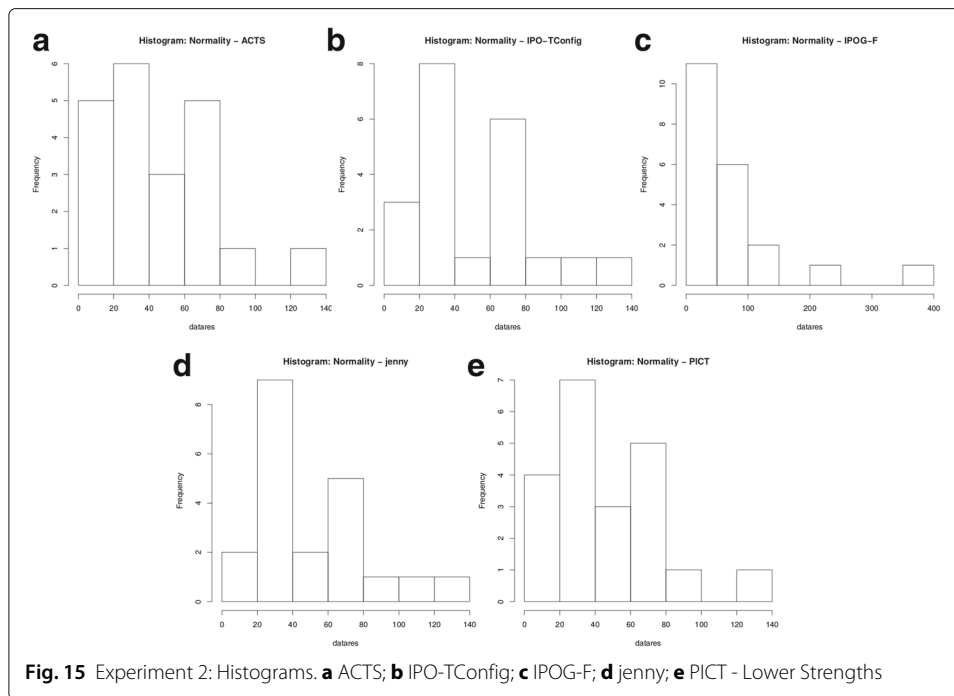 a
Histogram: Normality – ACTS
Frequency
0 1 2 3 4 5 6
0 20 40 60 80 100 120 140
datares
b
Histogram: Normality – IPO-TConfig
Frequency
0 2 4 6 8
0 20 40 60 80 100 120 140
datares
c
Histogram: Normality – IPOG-F
Frequency
0 2 4 6 8 10
0 100 200 300 400
datares
d
Histogram: Normality – jenny
Frequency
0 2 4 6 8
0 20 40 60 80 100 120 140
datares
e
Histogram: Normality – PICT
Frequency
0 1 2 3 4 5 6 7
0 20 40 60 80 100 120 140
datares
Fig. 15 Experiment 2: Histograms. a ACTS; b IPO-TConfig; c IPOG-F; d jenny; e PICT - Lower Strengths